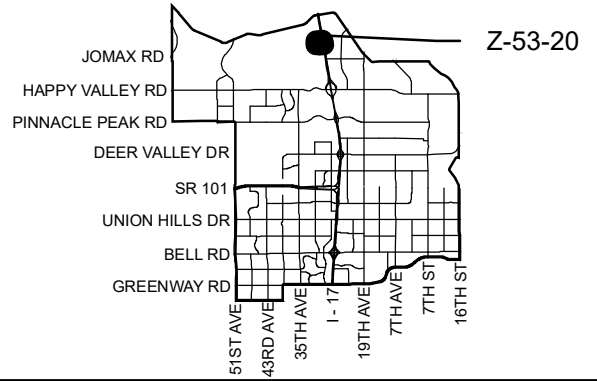 Z-53-20
JOMAX RD
HAPPY VALLEY RD
PINNACLE PEAK RD
DEER VALLEY DR
SR 101
UNION HILLS DR
BELL RD
GREENWAY RD
51ST AVE
43RD AVE
35TH AVE
I - 17
19TH AVE
7TH AVE
7TH ST
16TH ST